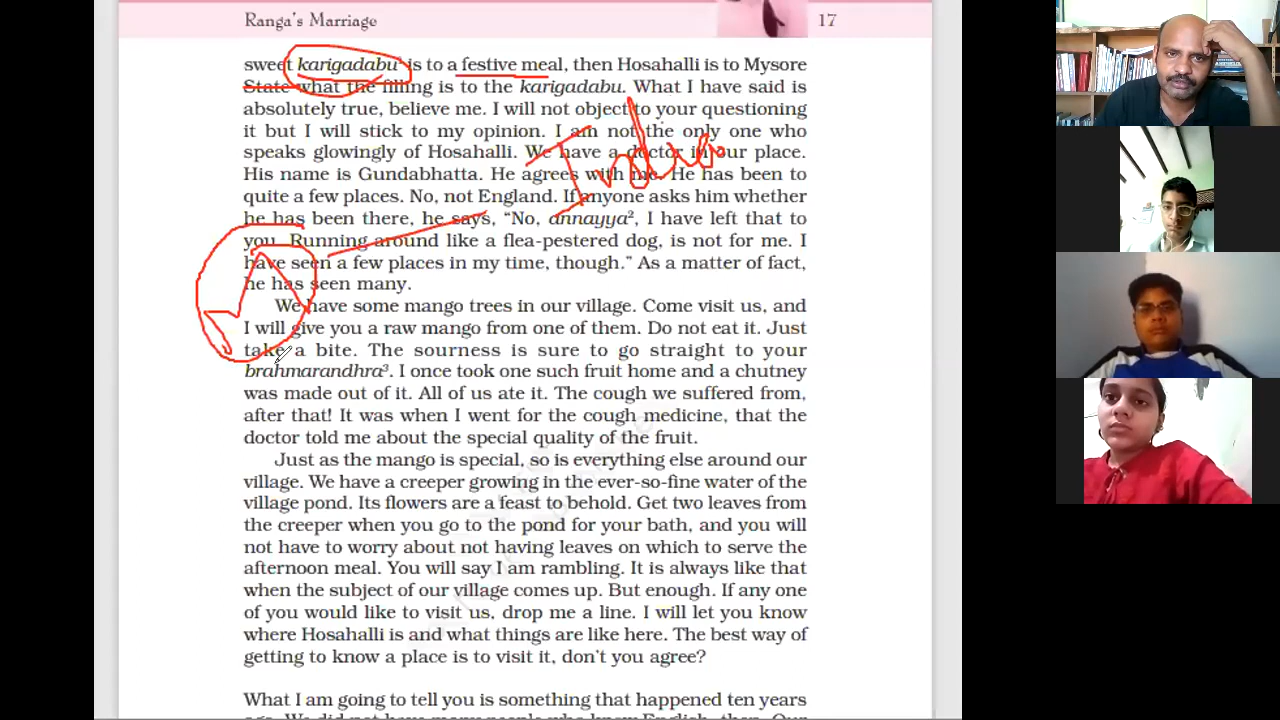 Ranga's Marriage 17
sweet karigadabu¹ is to a festive meal, then Hosahalli is to Mysore
State what the filling is to the karigadabu. What I have said is
absolutely true, believe me. I will not object to your questioning
it but I will stick to my opinion. I am not the only one who
speaks glowingly of Hosahalli. We have a doctor in our place.
His name is Gundabhatta. He agrees with me. He has been to
quite a few places. No, not England. If anyone asks him whether
he has been there, he says, “No, annayya², I have left that to
you. Running around like a flea-pestered dog, is not for me. I
have seen a few places in my time, though.” As a matter of fact,
he has seen many.
India
We have some mango trees in our village. Come visit us, and
I will give you a raw mango from one of them. Do not eat it. Just
take a bite. The sourness is sure to go straight to your
brahmarandhra³. I once took one such fruit home and a chutney
was made out of it. All of us ate it. The cough we suffered from,
after that! It was when I went for the cough medicine, that the
doctor told me about the special quality of the fruit.
Just as the mango is special, so is everything else around our
village. We have a creeper growing in the ever-so-fine water of the
village pond. Its flowers are a feast to behold. Get two leaves from
the creeper when you go to the pond for your bath, and you will
not have to worry about not having leaves on which to serve the
afternoon meal. You will say I am rambling. It is always like that
when the subject of our village comes up. But enough. If any one
of you would like to visit us, drop me a line. I will let you know
where Hosahalli is and what things are like here. The best way of
getting to know a place is to visit it, don't you agree?
What I am going to tell you is something that happened ten years
ago. We did not have many people who knew English, then. Our